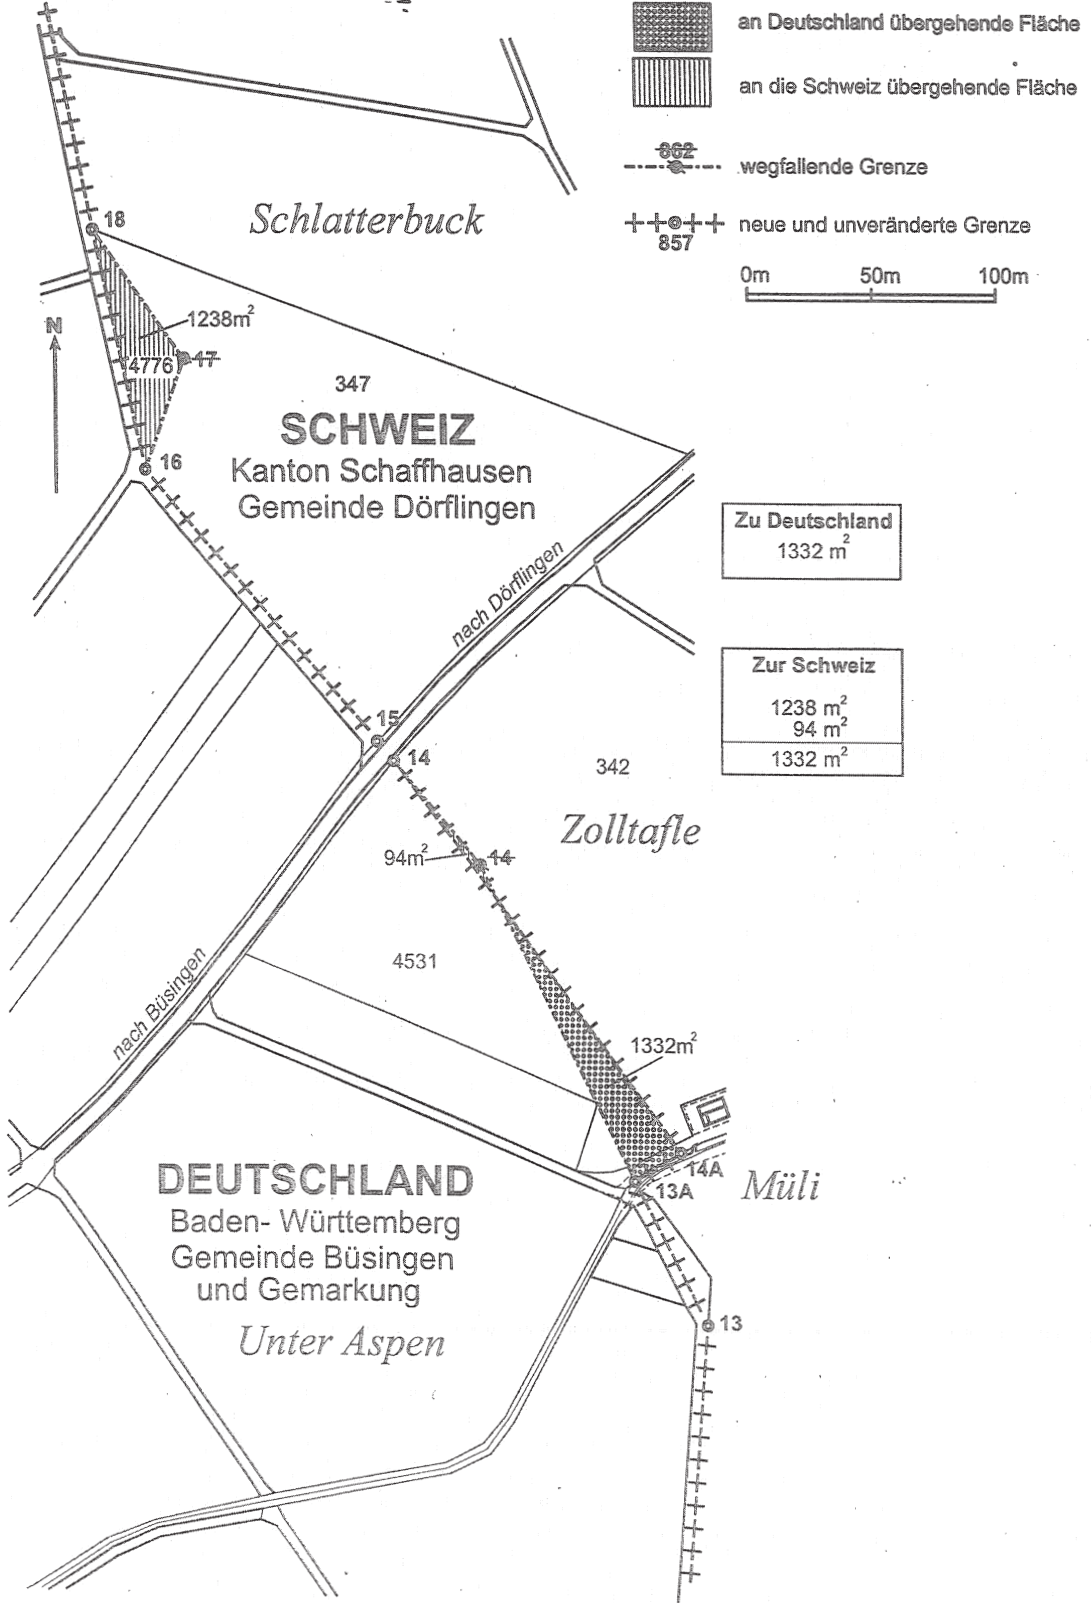 an Deutschland übergehende Fläche
an die Schweiz übergehende Fläche
862
wegfallende Grenze
857
neue und unveränderte Grenze
0m 50m 100m
18
Schlatterbuck
N
1238m²
4776
17
347
SCHWEIZ
Kanton Schaffhausen
Gemeinde Dörflingen
16
Zu Deutschland
1332 m²
nach Dörflingen
Zur Schweiz
1238 m²
94 m²
1332 m²
15
14
342
Zolltafle
94m²
14
4531
nach Büsingen
1332m²
14A
13A
Müli
DEUTSCHLAND
Baden- Württemberg
Gemeinde Büsingen
und Gemarkung
Unter Aspen
13